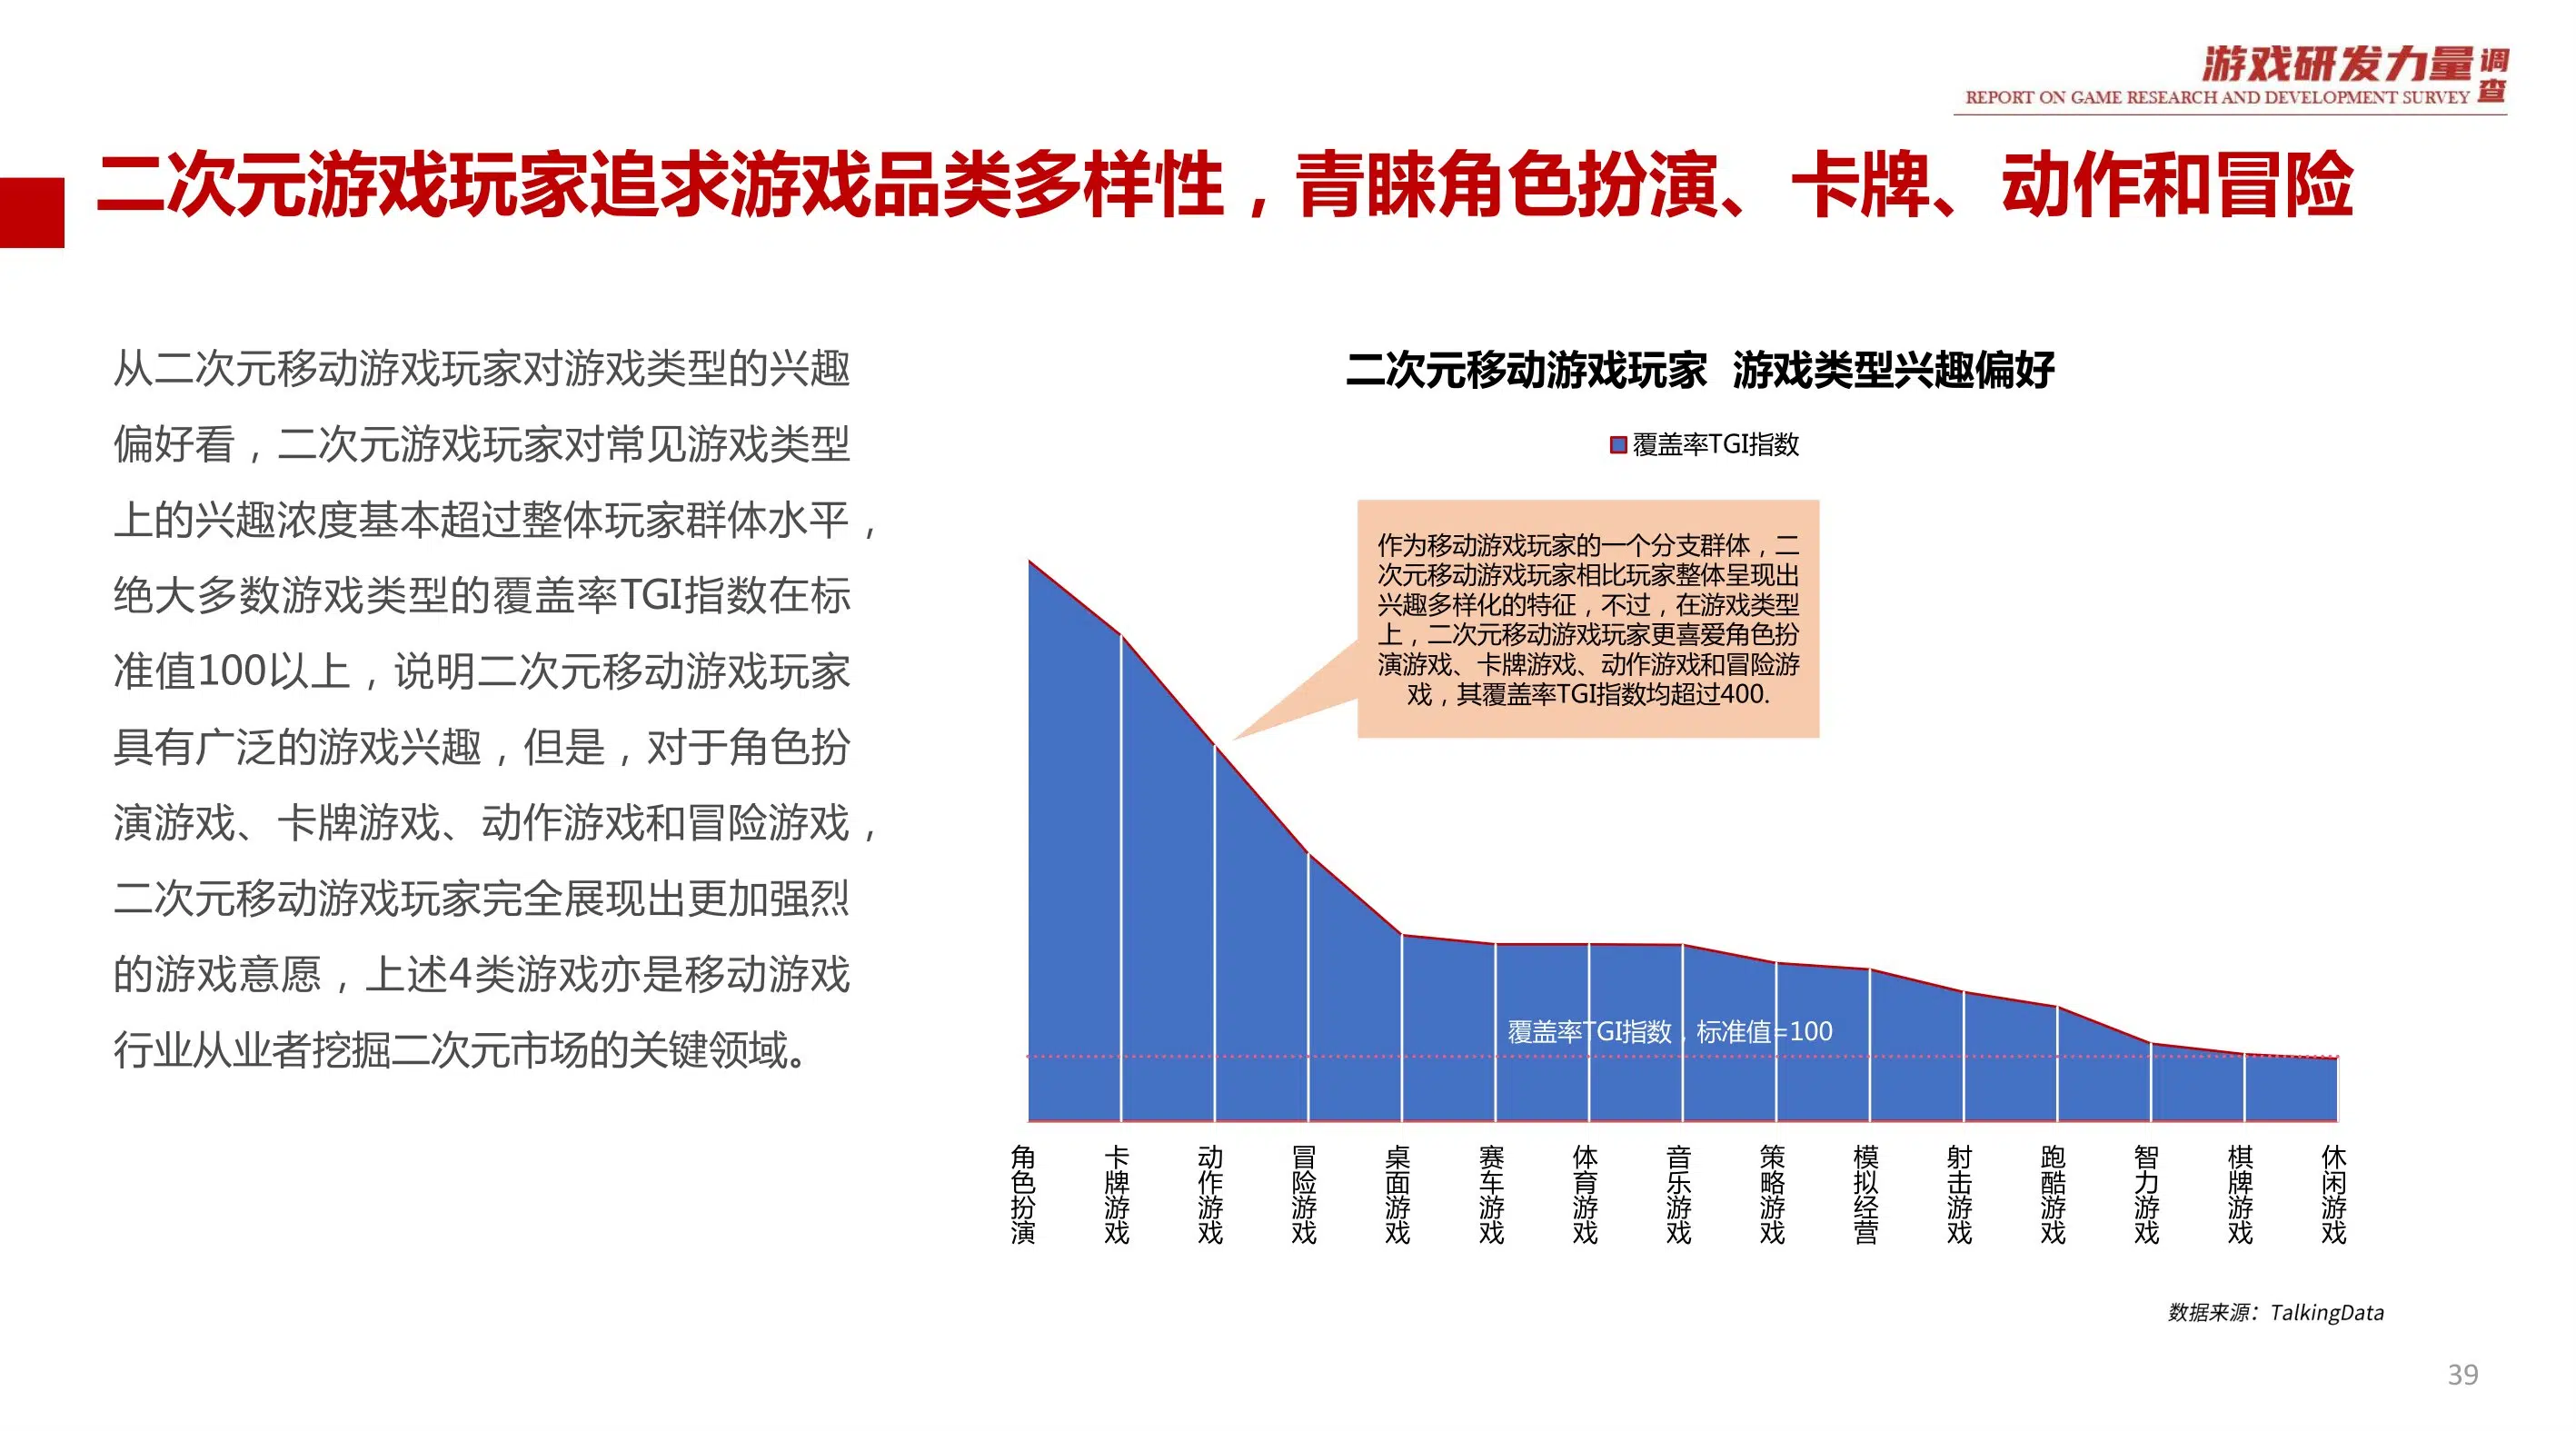 游戏研发力量调查
REPORT ON GAME RESEARCH AND DEVELOPMENT SURVEY
二次元游戏玩家追求游戏品类多样性，青睐角色扮演、卡牌、动作和冒险
从二次元移动游戏玩家对游戏类型的兴趣
偏好看，二次元游戏玩家对常见游戏类型
上的兴趣浓度基本超过整体玩家群体水平，
绝大多数游戏类型的覆盖率TGI指数在标
准值100以上，说明二次元移动游戏玩家
具有广泛的游戏兴趣，但是，对于角色扮
演游戏、卡牌游戏、动作游戏和冒险游戏，
二次元移动游戏玩家完全展现出更加强烈
的游戏意愿，上述4类游戏亦是移动游戏
行业从业者挖掘二次元市场的关键领域。
二次元移动游戏玩家 游戏类型兴趣偏好
覆盖率TGI指数
作为移动游戏玩家的一个分支群体，二
次元移动游戏玩家相比玩家整体呈现出
兴趣多样化的特征，不过，在游戏类型
上，二次元移动游戏玩家更喜爱角色扮
演游戏、卡牌游戏、动作游戏和冒险游
戏，其覆盖率TGI指数均超过400.
覆盖率TGI指数，标准值=100
角色扮演
卡牌游戏
动作游戏
冒险游戏
桌面游戏
赛车游戏
体育游戏
音乐游戏
策略游戏
模拟经营
射击游戏
跑酷游戏
智力游戏
棋牌游戏
休闲游戏
数据来源：TalkingData
39